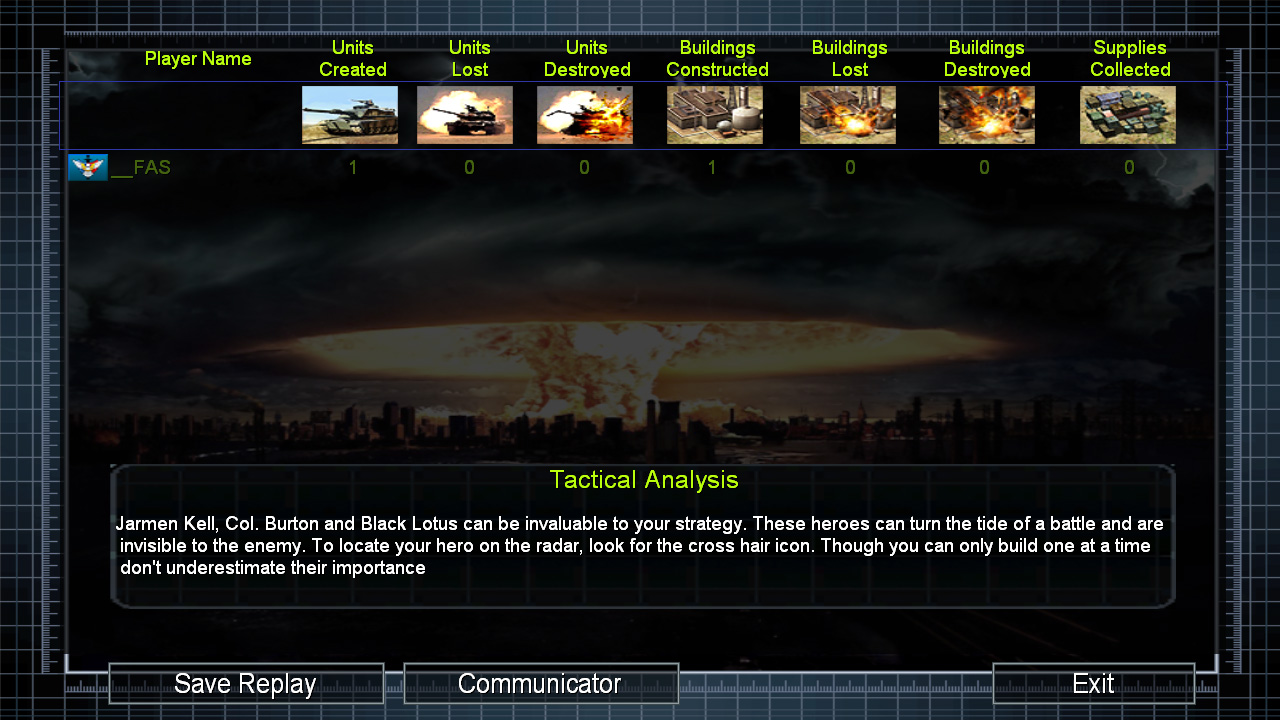 Player Name
Units Created
Units Lost
Units Destroyed
Buildings Constructed
Buildings Lost
Buildings Destroyed
Supplies Collected
__FAS 1 0 0 1 0 0 0
Tactical Analysis
Jarmen Kell, Col. Burton and Black Lotus can be invaluable to your strategy. These heroes can turn the tide of a battle and are
invisible to the enemy. To locate your hero on the radar, look for the cross hair icon. Though you can only build one at a time
don't underestimate their importance
Save Replay
Communicator
Exit